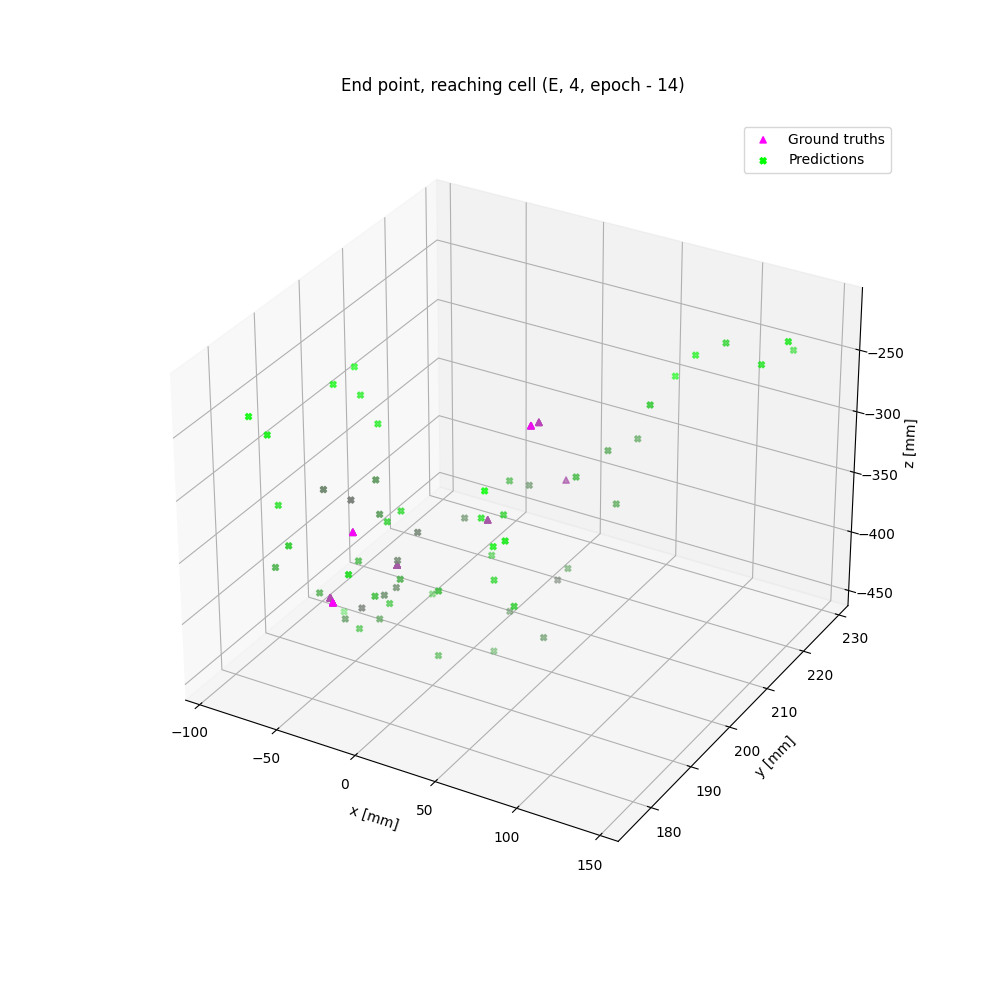 End point, reaching cell (E, 4, epoch - 14)
Ground truths
Predictions
−250
−300
−350
−400
−450
z [mm]
230
220
210
200
190
180
y [mm]
−100
−50
0
50
100
150
x [mm]